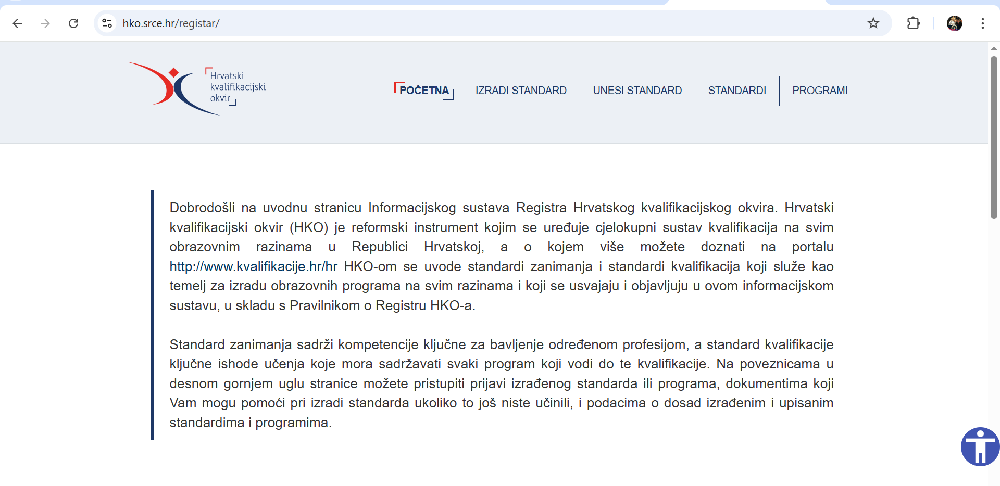 hko.srce.hr/registar/
Hrvatski
kvalifikacijski
okvir
POČETNA
IZRADI STANDARD
UNESI STANDARD
STANDARDI
PROGRAMI
Dobrodošli na uvodnu stranicu Informacijskog sustava Registra Hrvatskog kvalifikacijskog okvira. Hrvatski
kvalifikacijski okvir (HKO) je reformski instrument kojim se uređuje cjelokupni sustav kvalifikacija na svim
obrazovnim razinama u Republici Hrvatskoj, a o kojem više možete doznati na portalu
http://www.kvalifikacije.hr/hr HKO-om se uvode standardi zanimanja i standardi kvalifikacija koji služe kao
temelj za izradu obrazovnih programa na svim razinama i koji se usvajaju i objavljuju u ovom informacijskom
sustavu, u skladu s Pravilnikom o Registru HKO-a.
Standard zanimanja sadrži kompetencije ključne za bavljenje određenom profesijom, a standard kvalifikacije
ključne ishode učenja koje mora sadržavati svaki program koji vodi do te kvalifikacije. Na poveznicama u
desnom gornjem uglu stranice možete pristupiti prijavi izrađenog standarda ili programa, dokumentima koji
Vam mogu pomoći pri izradi standarda ukoliko to još niste učinili, i podacima o dosad izrađenim i upisanim
standardima i programima.